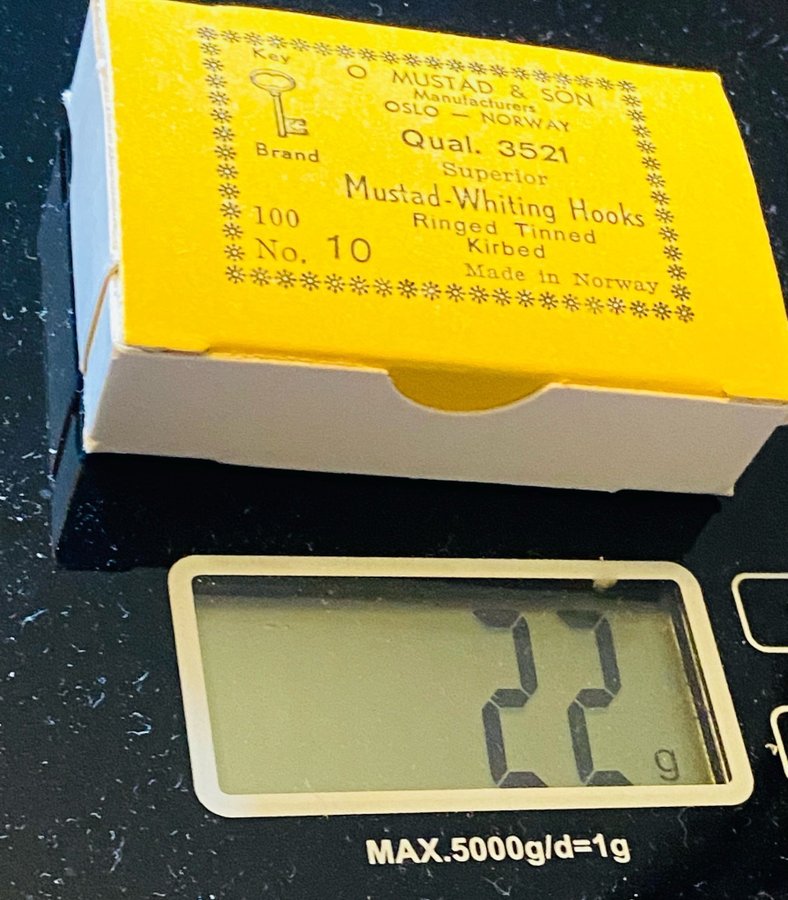 Key
Brand
O MUSTAD & SON
Manufacturers
OSLO — NORWAY
Qual. 3521
Superior
Mustad-Whiting Hooks
Ringed Tinned
Kirbed
100
No. 10
Made in Norway
22 g
MAX.5000g/d=1g